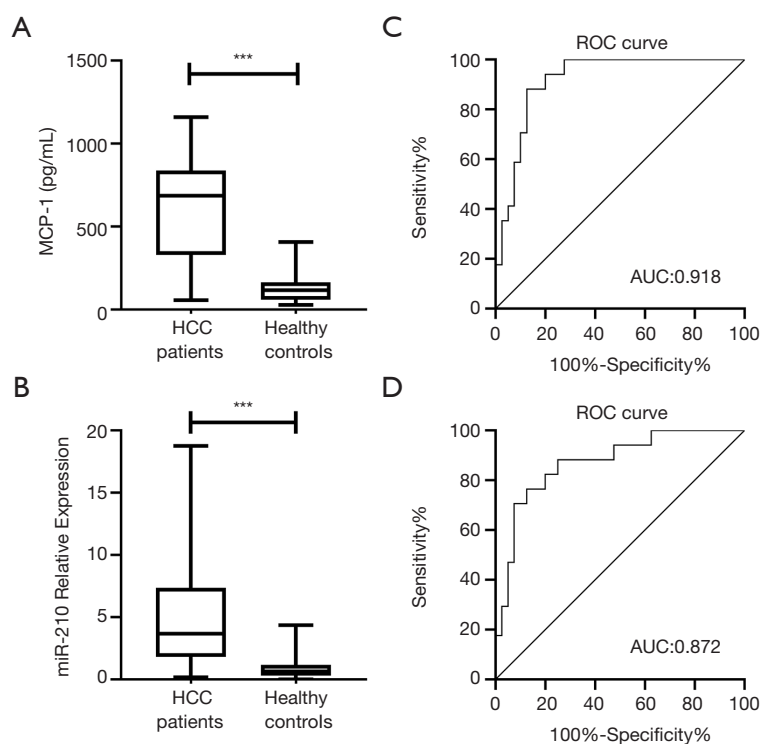 A
MCP-1 (pg/mL)
1500
1000
500
0
***
HCC
patients
Healthy
controls
C
ROC curve
Sensitivity%
100
80
60
40
20
0
AUC:0.918
0 20 40 60 80 100
100%-Specificity%
B
miR-210 Relative Expression
20
15
10
5
0
***
HCC
patients
Healthy
controls
D
ROC curve
Sensitivity%
100
80
60
40
20
0
AUC:0.872
0 20 40 60 80 100
100%-Specificity%